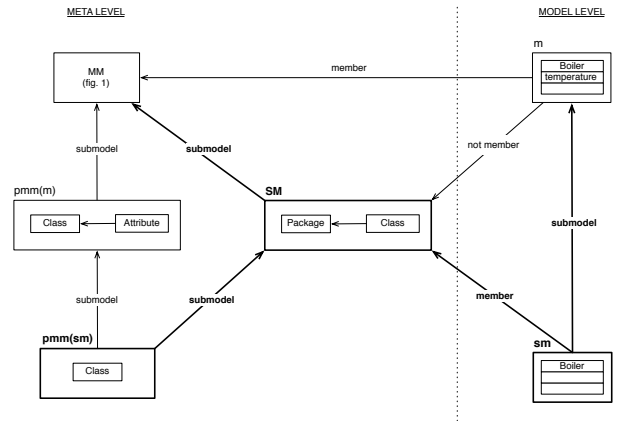 META LEVEL
MODEL LEVEL
m
MM
(fig. 1)
member
Boiler
temperature
not member
submodel
submodel
pmm(m)
SM
Class
Attribute
Package
Class
submodel
submodel
submodel
member
pmm(sm)
sm
Class
Boiler